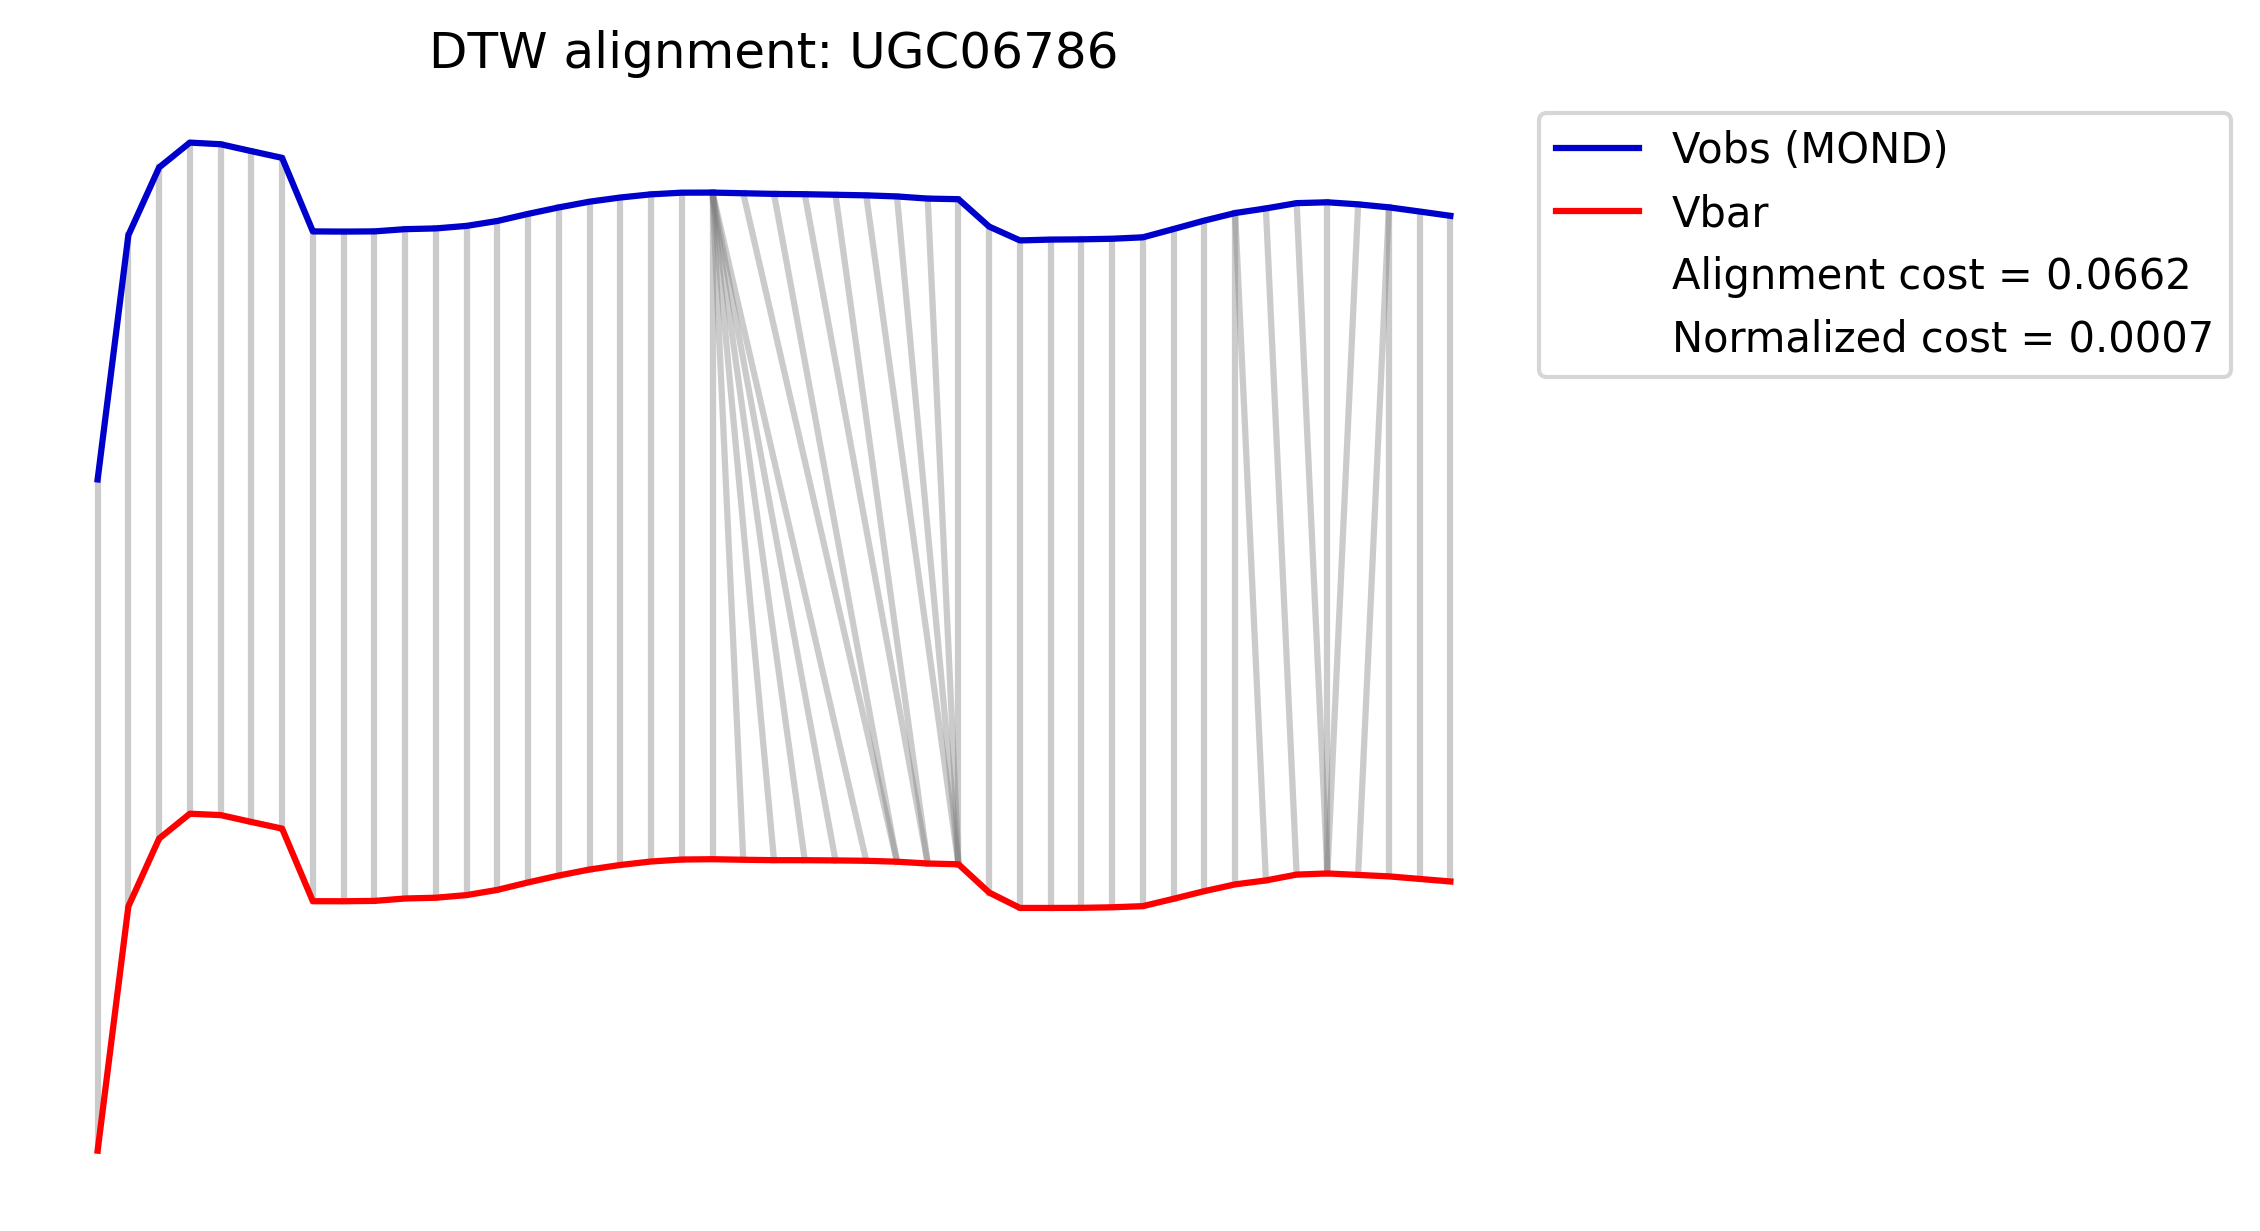 DTW alignment: UGC06786
Vobs (MOND)
Vbar
Alignment cost = 0.0662
Normalized cost = 0.0007